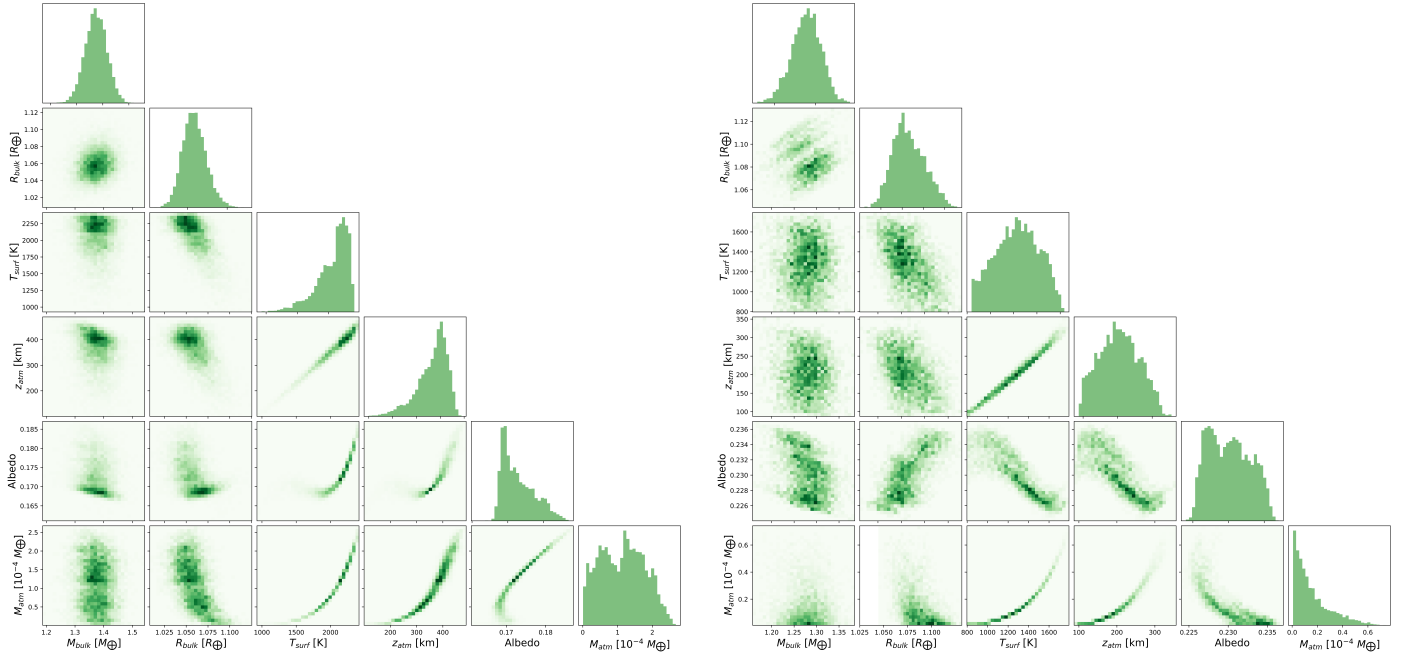 1.12
1.10
1.08
1.06
1.04
1.02
R_bulk [R⊕]
2250
2000
1750
1500
1250
1000
T_surf [K]
400
300
200
z_atm [km]
0.185
0.180
0.175
0.170
0.165
Albedo
2.5
2.0
1.5
1.0
0.5
M_atm [10⁻⁴ M⊕]
1.2 1.3 1.4 1.5
M_bulk [M⊕]
1.025 1.050 1.075 1.100
R_bulk [R⊕]
1000 1500 2000
T_surf [K]
200 400
z_atm [km]
0.17 0.18
Albedo
0 1 2
M_atm [10⁻⁴ M⊕]
1.12
1.10
1.08
1.06
R_bulk [R⊕]
1600
1400
1200
1000
800
T_surf [K]
350
300
250
200
150
100
z_atm [km]
0.236
0.234
0.232
0.230
0.228
0.226
Albedo
0.6
0.4
0.2
M_atm [10⁻⁴ M⊕]
1.20 1.25 1.30 1.35
M_bulk [M⊕]
1.025 1.050 1.075 1.100
R_bulk [R⊕]
800 1000 1200 1400 1600
T_surf [K]
100 200 300
z_atm [km]
0.225 0.230 0.235
Albedo
0.0 0.2 0.4 0.6
M_atm [10⁻⁴ M⊕]